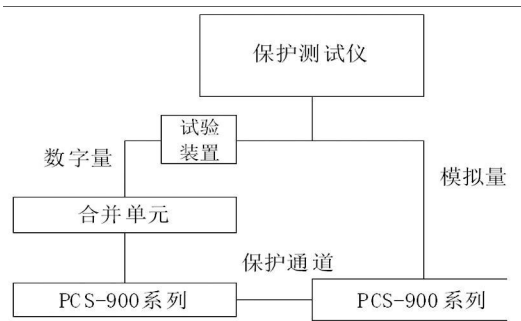 保护测试仪
试验
装置
数字量
模拟量
合并单元
保护通道
PCS-900系列
PCS-900系列